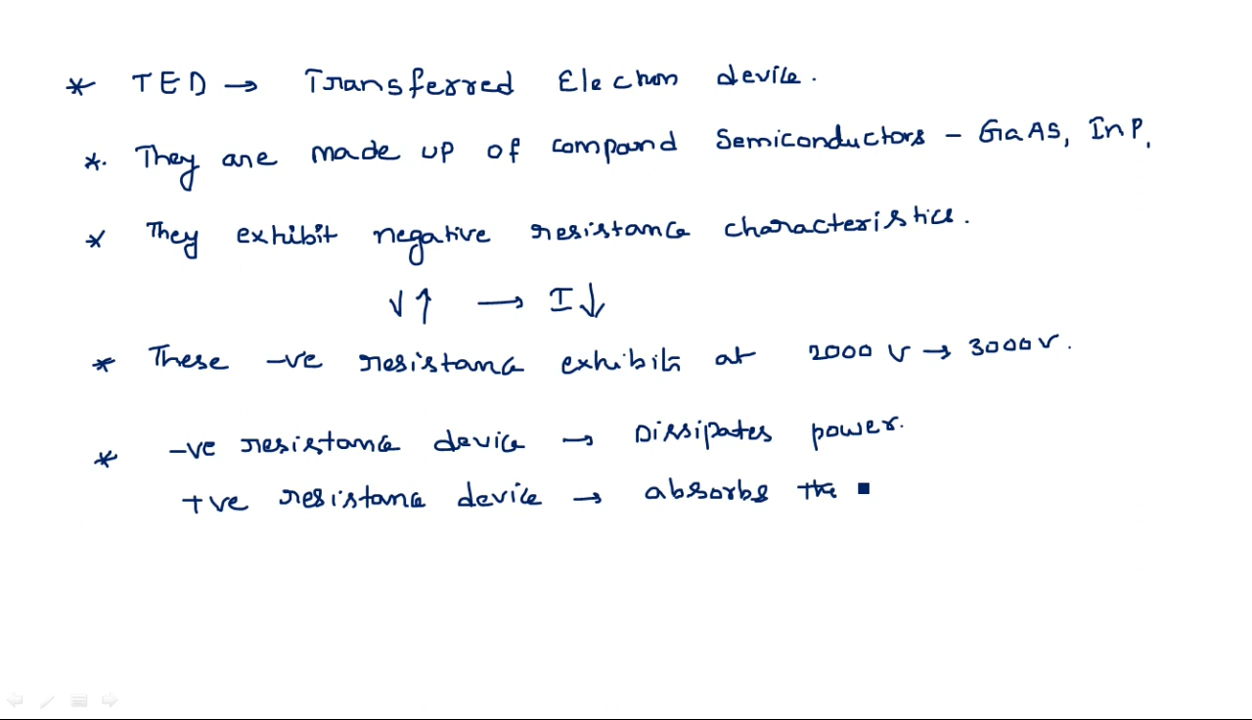 * TED → Transferred Electron device.
*. They are made up of compound Semiconductors - GaAS, InP,
* They exhibit negative resistance characteristics.
V↑ → I↓
* These -ve resistance exhibits at 2000 V → 3000 V.
* -ve resistance device → Dissipates power.
+ve resistance device → absorbs the